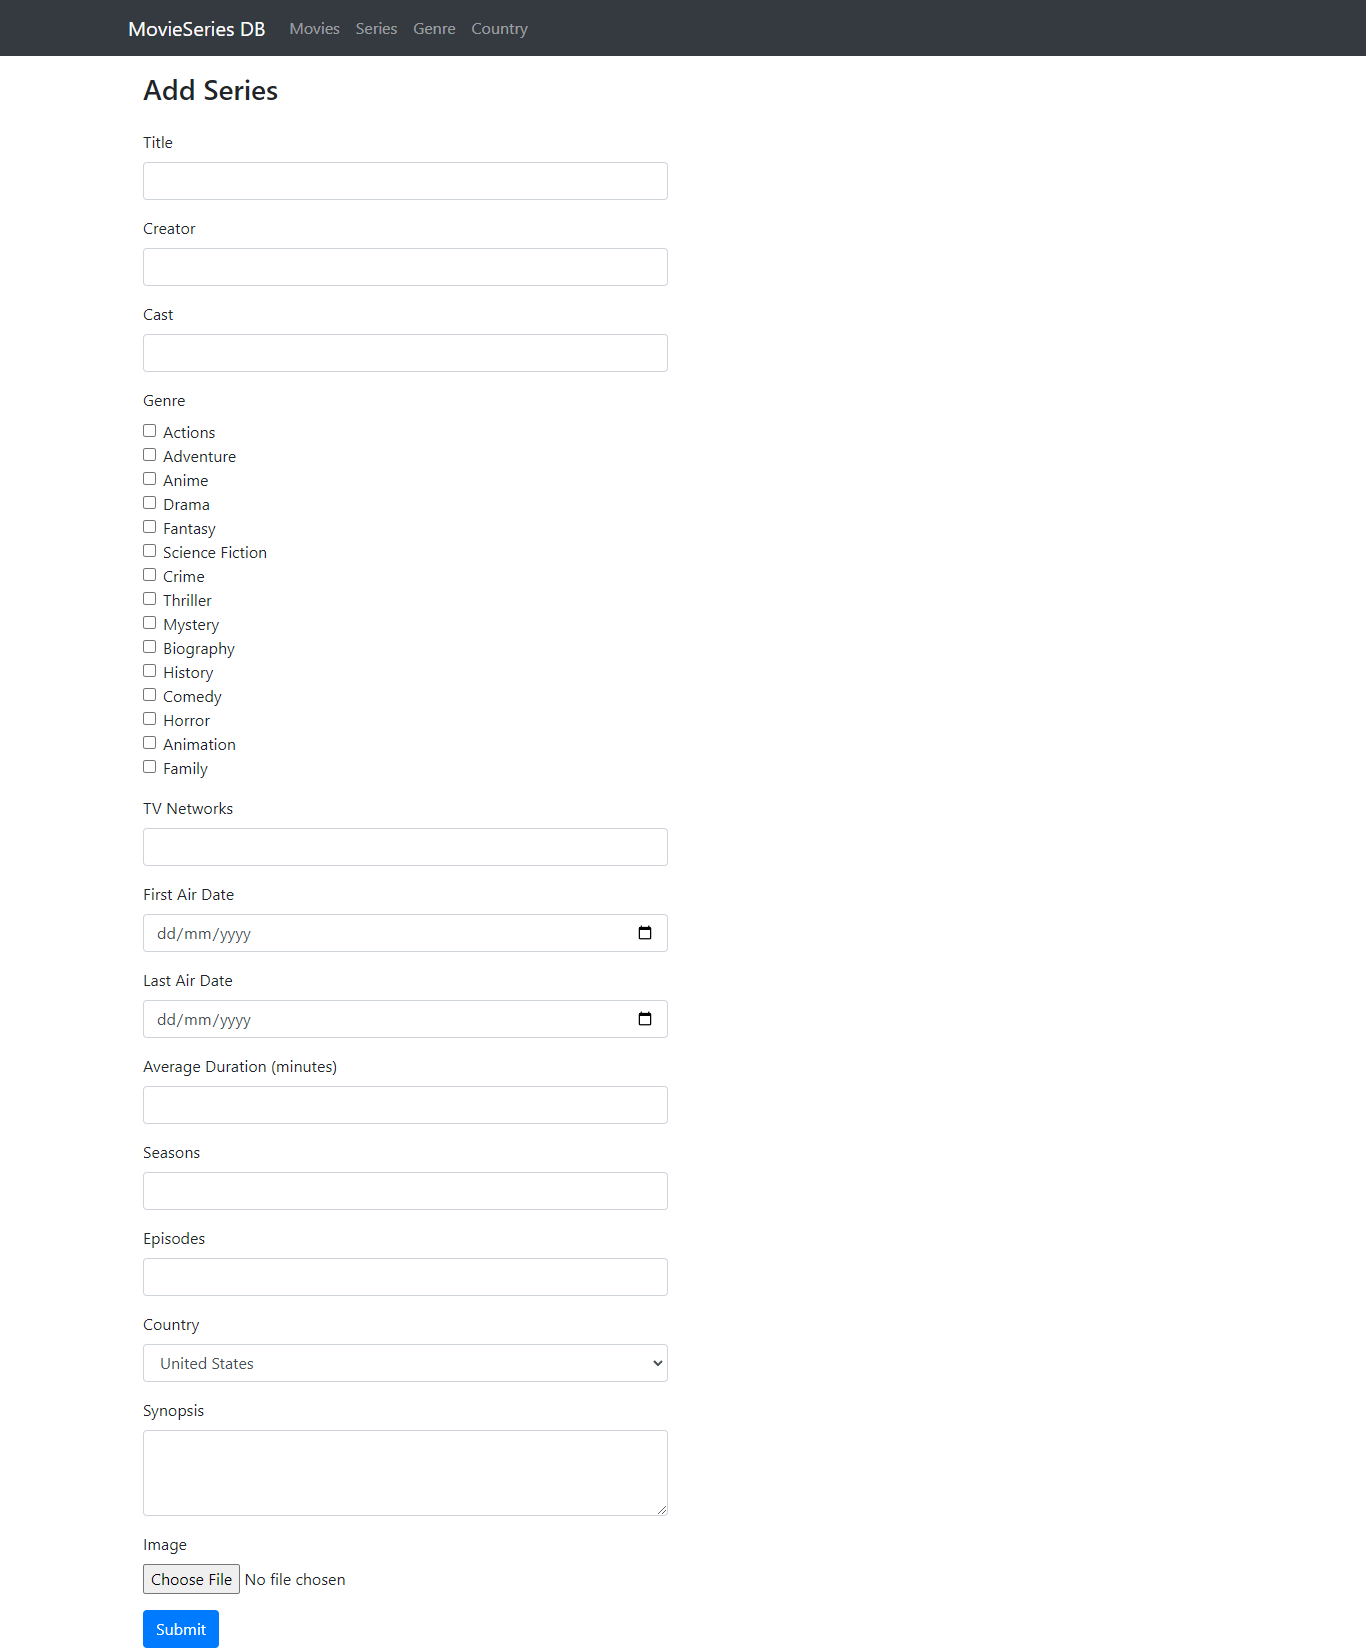 MovieSeries DB Movies Series Genre Country
Add Series
Title
Creator
Cast
Genre
Actions
Adventure
Anime
Drama
Fantasy
Science Fiction
Crime
Thriller
Mystery
Biography
History
Comedy
Horror
Animation
Family
TV Networks
First Air Date
dd/mm/yyyy
Last Air Date
dd/mm/yyyy
Average Duration (minutes)
Seasons
Episodes
Country
United States
Synopsis
Image
Choose File No file chosen
Submit